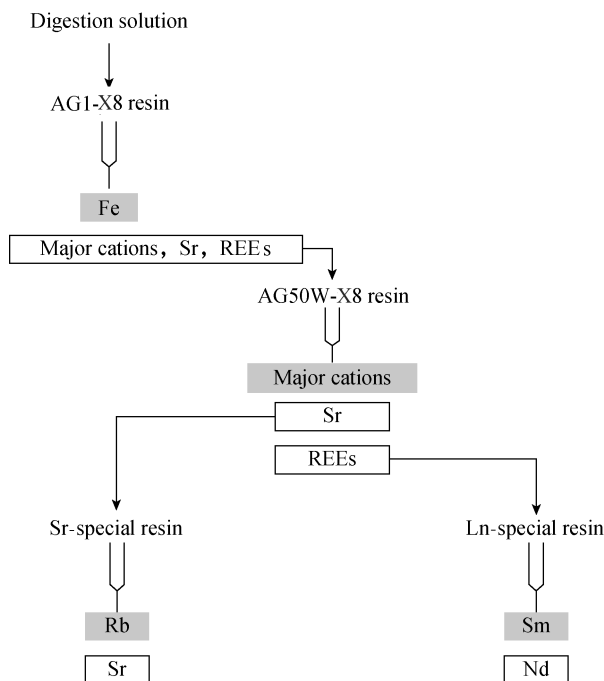 Digestion solution
AG1-X8 resin
Fe
Major cations, Sr, REEs
AG50W-X8 resin
Major cations
Sr
REEs
Sr-special resin
Ln-special resin
Rb
Sm
Sr
Nd